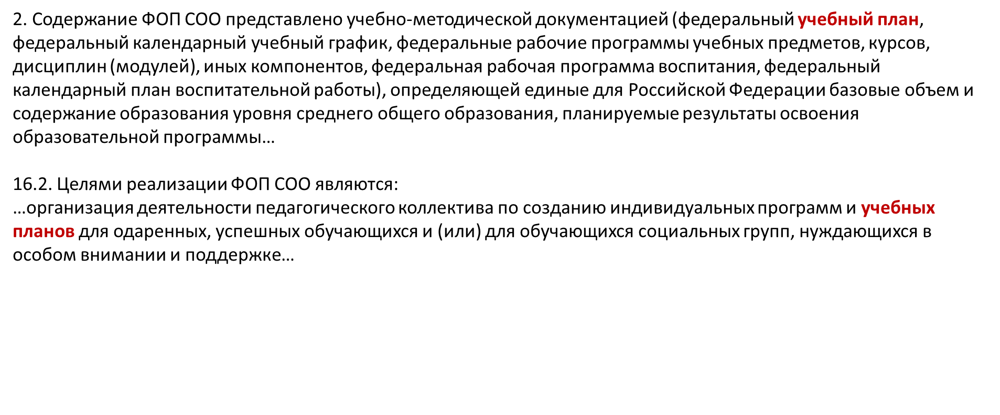 2. Содержание ФОП СОО представлено учебно-методической документацией (федеральный учебный план,
федеральный календарный учебный график, федеральные рабочие программы учебных предметов, курсов,
дисциплин (модулей), иных компонентов, федеральная рабочая программа воспитания, федеральный
календарный план воспитательной работы), определяющей единые для Российской Федерации базовые объем и
содержание образования уровня среднего общего образования, планируемые результаты освоения
образовательной программы…
16.2. Целями реализации ФОП СОО являются:
…организация деятельности педагогического коллектива по созданию индивидуальных программ и учебных
планов для одаренных, успешных обучающихся и (или) для обучающихся социальных групп, нуждающихся в
особом внимании и поддержке…